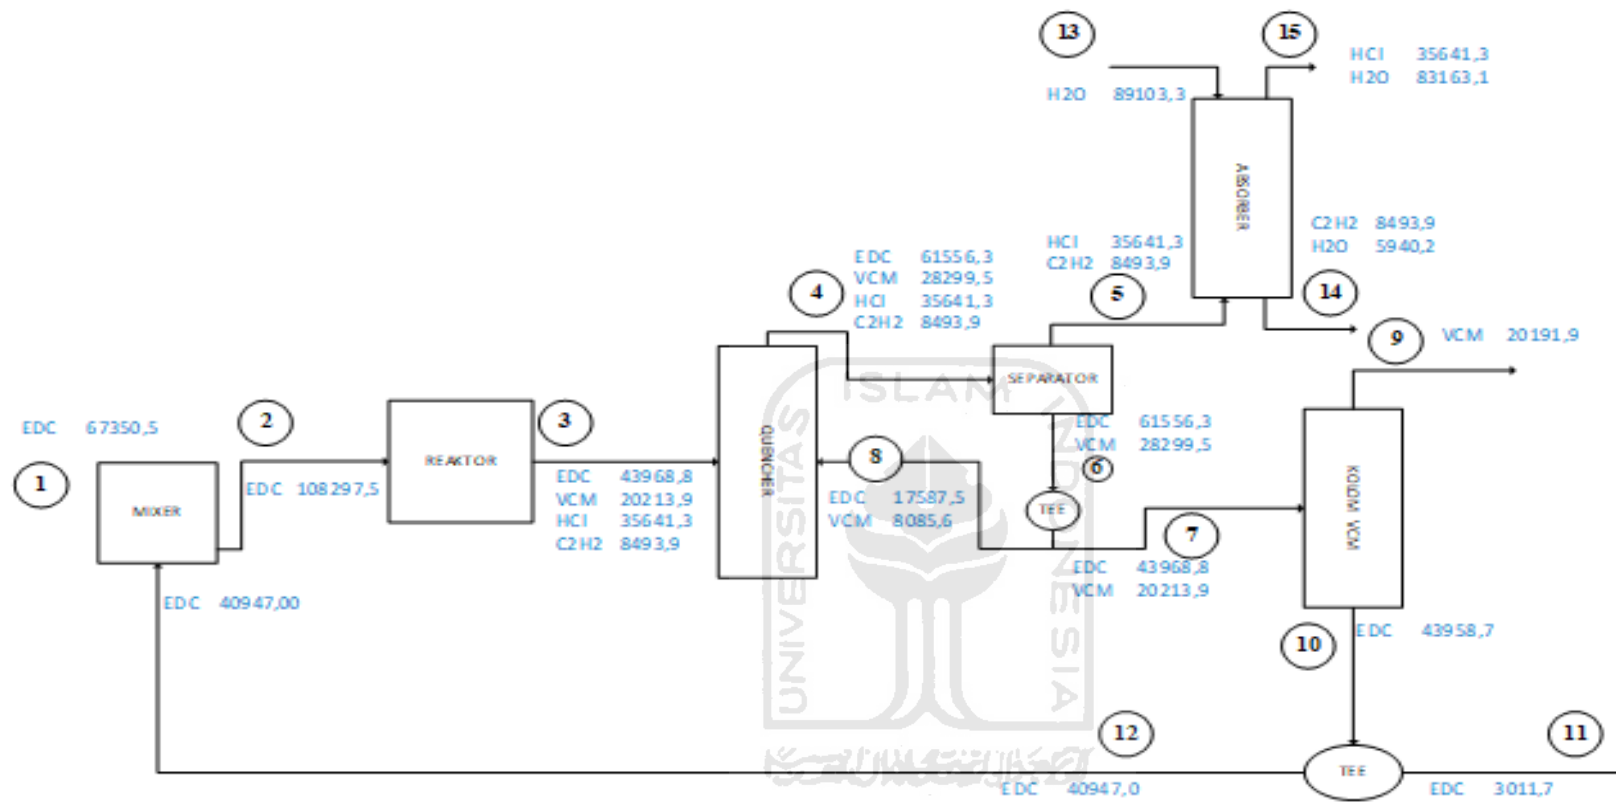 13
15
HCl 35641,3
H2O 83163,1
H2O 89103,3
ABSORBER
C2H2 8493,9
H2O 5940,2
HCl 35641,3
C2H2 8493,9
EDC 61556,3
VCM 28299,5
HCl 35641,3
C2H2 8493,9
4
5
14
9
VCM 20191,9
SEPARATOR
ISLAM
EDC 67350,5
2
3
1
MIXER
EDC 108297,5
REAKTOR
EDC 43968,8
VCM 20213,9
HCl 35641,3
C2H2 8493,9
QUENCHER
8
EDC 17587,5
VCM 8085,6
EDC 61556,3
VCM 28299,5
6
TEE
7
EDC 43968,8
VCM 20213,9
KOLOM VCM
UNIVERSITAS
INDONESIA
EDC 40947,00
10
EDC 43958,7
12
11
TEE
EDC 40947,0
EDC 3011,7